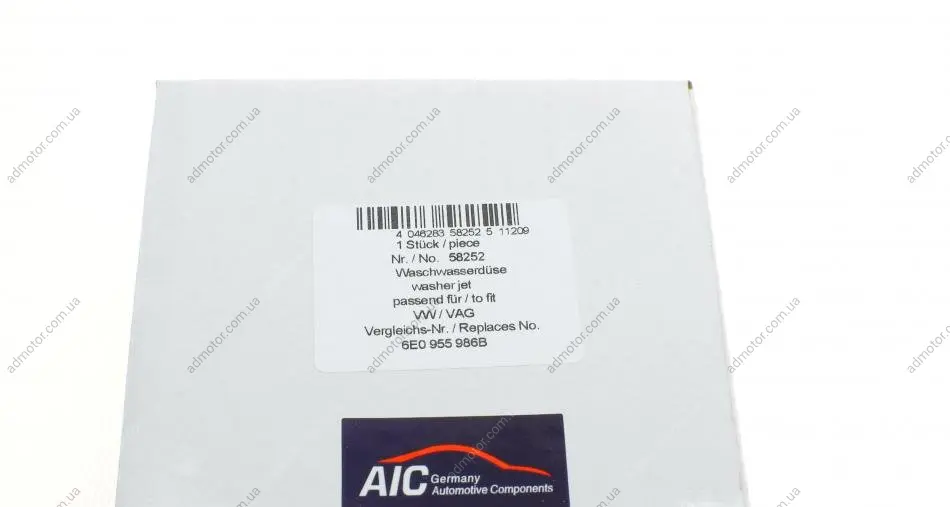 4 046283 58252 5 11209
1 Stück / piece
Nr. / No. 58252
Waschwasserdüse
washer jet
passend für / to fit
VW / VAG
Vergleichs-Nr. / Replaces No.
6E0 955 986B
AIC Germany
Automotive Components
admotor.com.ua